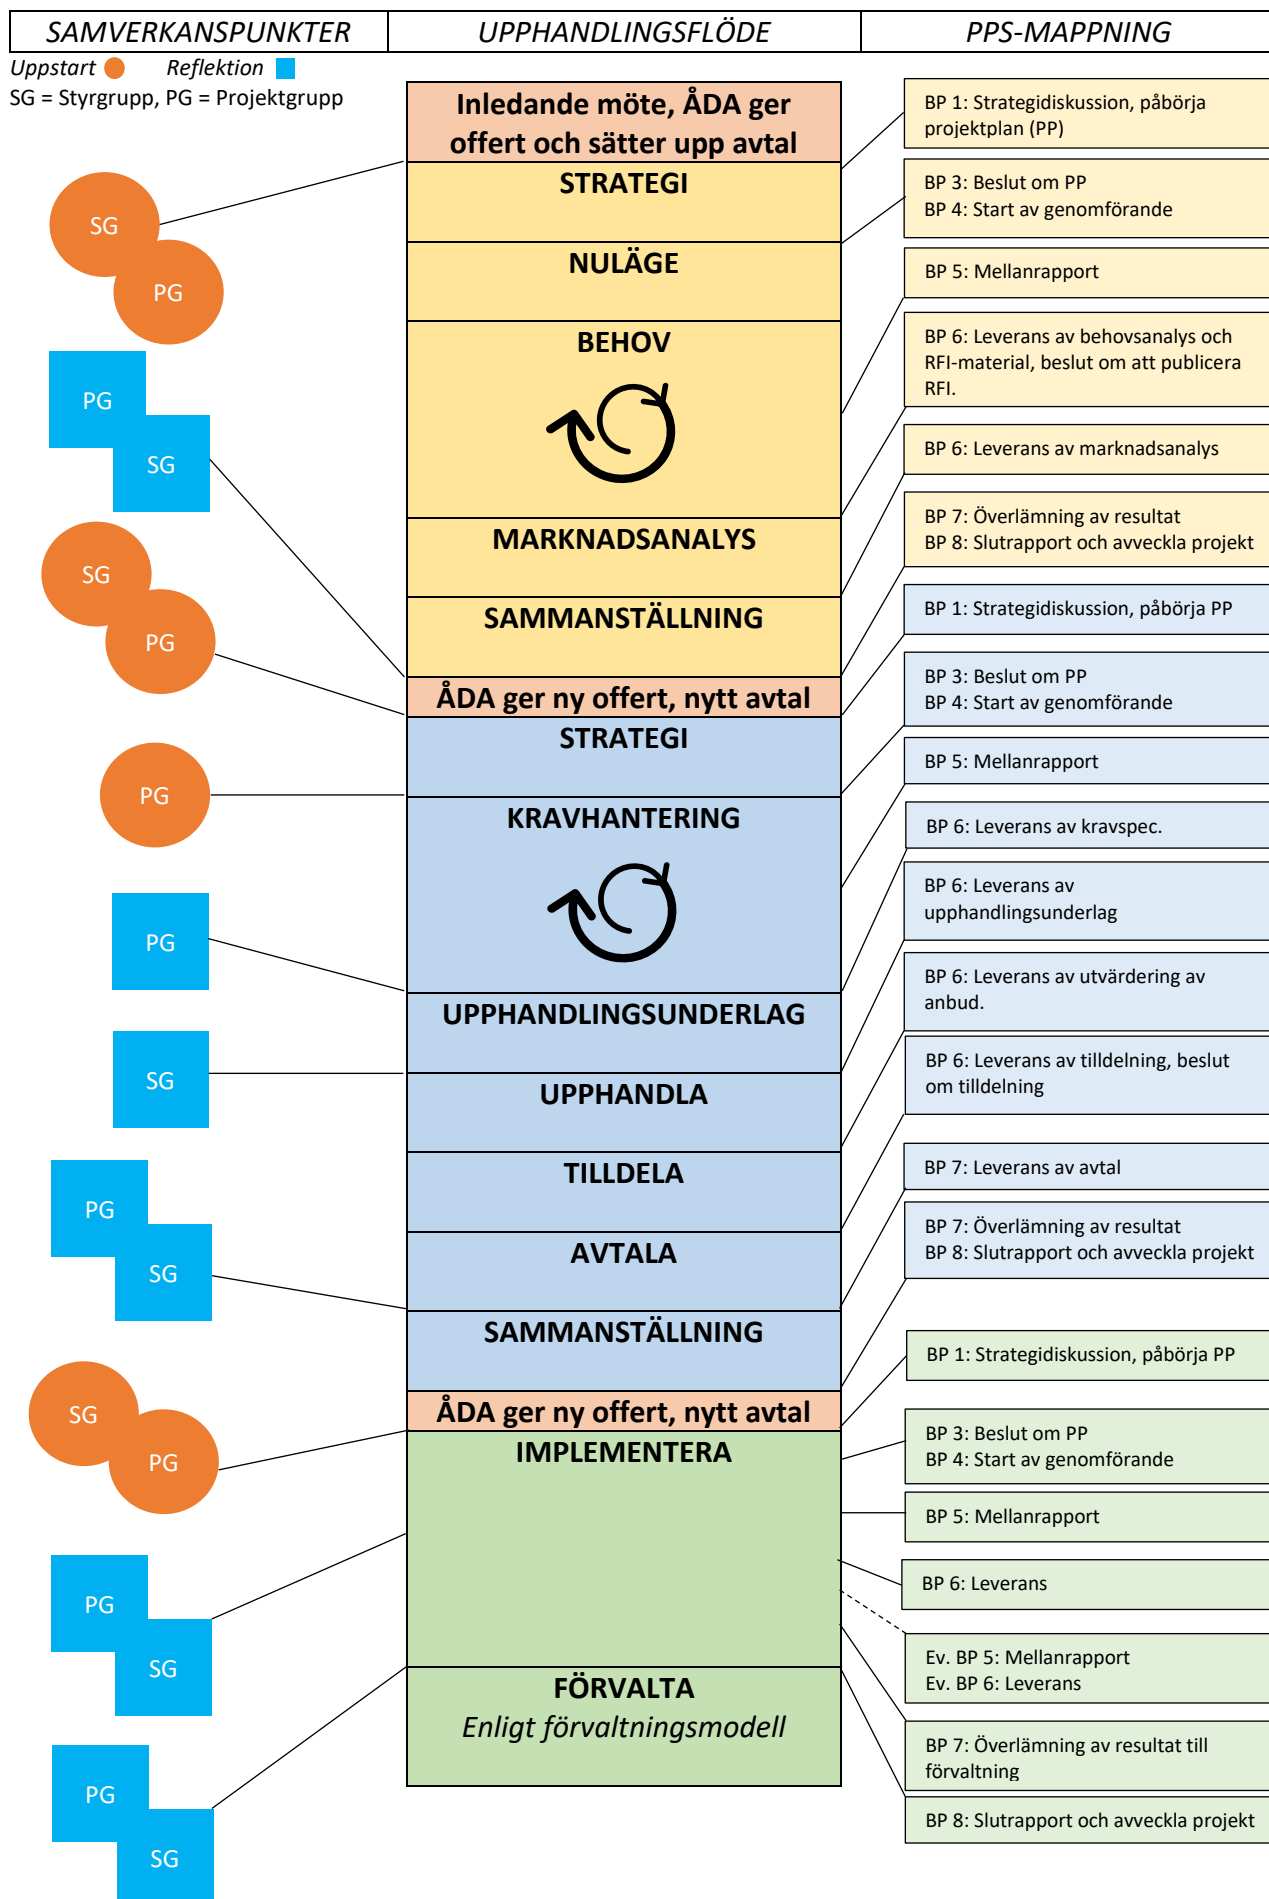 SAMVERKANSPUNKTER
UPPHANDLINGSFLÖDE
PPS-MAPPNING
Uppstart
Reflektion
SG = Styrgrupp, PG = Projektgrupp
SG
PG
PG
SG
SG
PG
PG
PG
SG
PG
SG
SG
PG
PG
SG
PG
SG
Inledande möte, ÅDA ger
offert och sätter upp avtal
STRATEGI
NULÄGE
BEHOV
MARKNADSANALYS
SAMMANSTÄLLNING
ÅDA ger ny offert, nytt avtal
STRATEGI
KRAVHANTERING
UPPHANDLINGSUNDERLAG
UPPHANDLA
TILLDELA
AVTALA
SAMMANSTÄLLNING
ÅDA ger ny offert, nytt avtal
IMPLEMENTERA
FÖRVALTA
Enligt förvaltningsmodell
BP 1: Strategidiskussion, påbörja
projektplan (PP)
BP 3: Beslut om PP
BP 4: Start av genomförande
BP 5: Mellanrapport
BP 6: Leverans av behovsanalys och
RFI-material, beslut om att publicera
RFI.
BP 6: Leverans av marknadsanalys
BP 7: Överlämning av resultat
BP 8: Slutrapport och avveckla projekt
BP 1: Strategidiskussion, påbörja PP
BP 3: Beslut om PP
BP 4: Start av genomförande
BP 5: Mellanrapport
BP 6: Leverans av kravspec.
BP 6: Leverans av
upphandlingsunderlag
BP 6: Leverans av utvärdering av
anbud.
BP 6: Leverans av tilldelning, beslut
om tilldelning
BP 7: Leverans av avtal
BP 7: Överlämning av resultat
BP 8: Slutrapport och avveckla projekt
BP 1: Strategidiskussion, påbörja PP
BP 3: Beslut om PP
BP 4: Start av genomförande
BP 5: Mellanrapport
BP 6: Leverans
Ev. BP 5: Mellanrapport
Ev. BP 6: Leverans
BP 7: Överlämning av resultat till
förvaltning
BP 8: Slutrapport och avveckla projekt